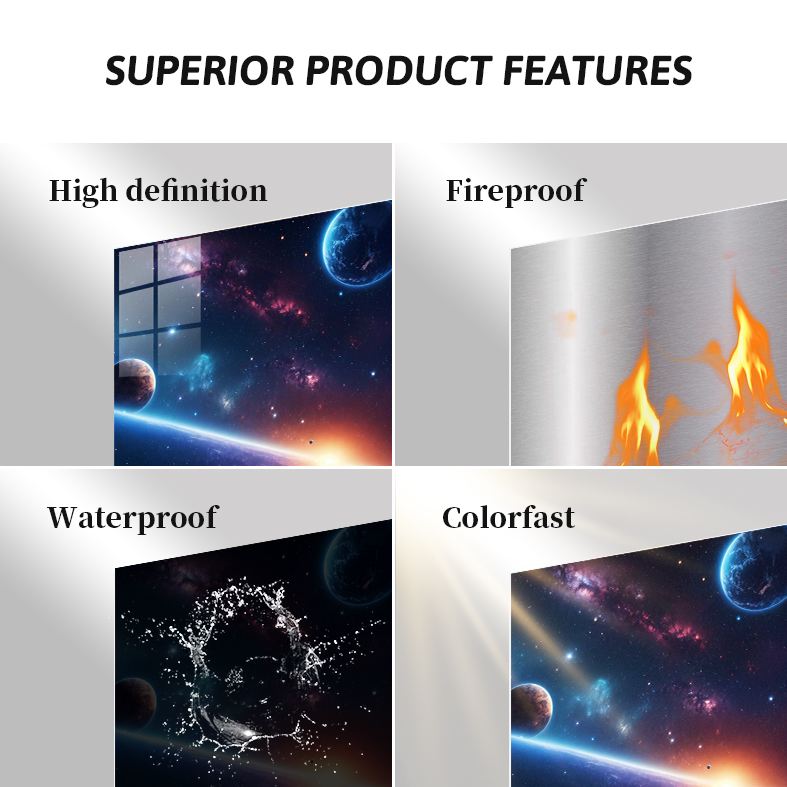 SUPERIOR PRODUCT FEATURES
High definition
Fireproof
Waterproof
Colorfast